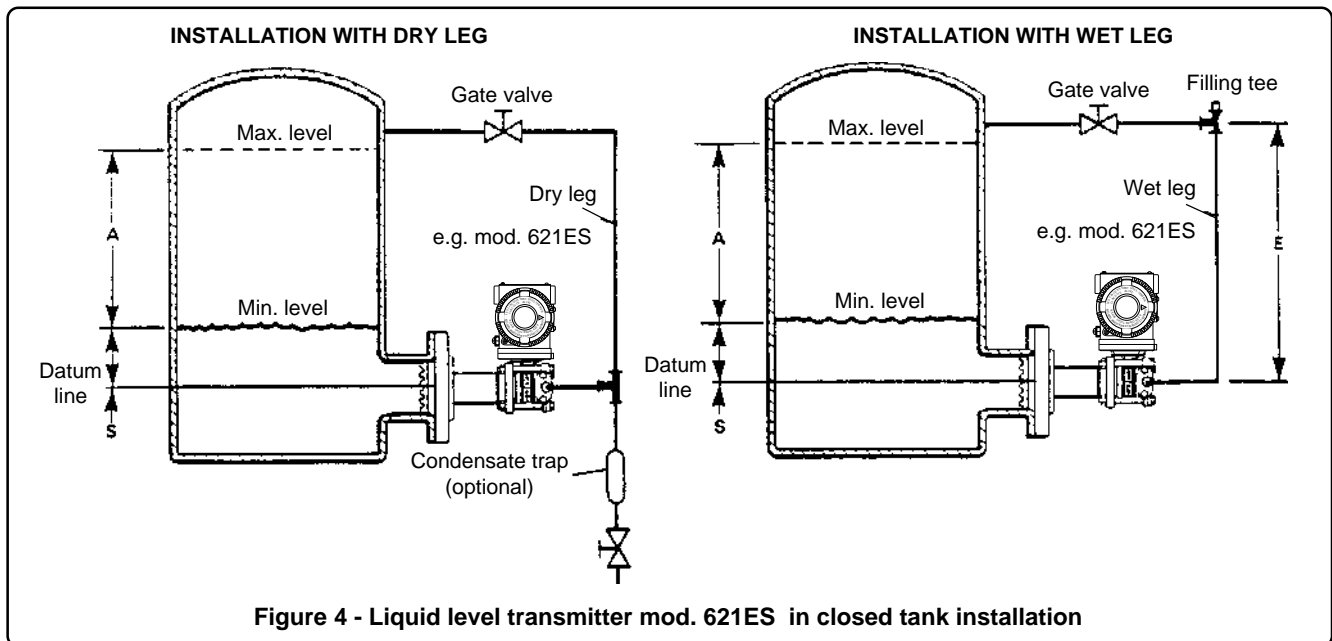 INSTALLATION WITH DRY LEG
Gate valve
Max. level
A
Dry leg
e.g. mod. 621ES
Min. level
Datum
line
S
Condensate trap
(optional)
INSTALLATION WITH WET LEG
Gate valve
Filling tee
Max. level
A
Wet leg
e.g. mod. 621ES
E
Min. level
Datum
line
S
Figure 4 - Liquid level transmitter mod. 621ES in closed tank installation